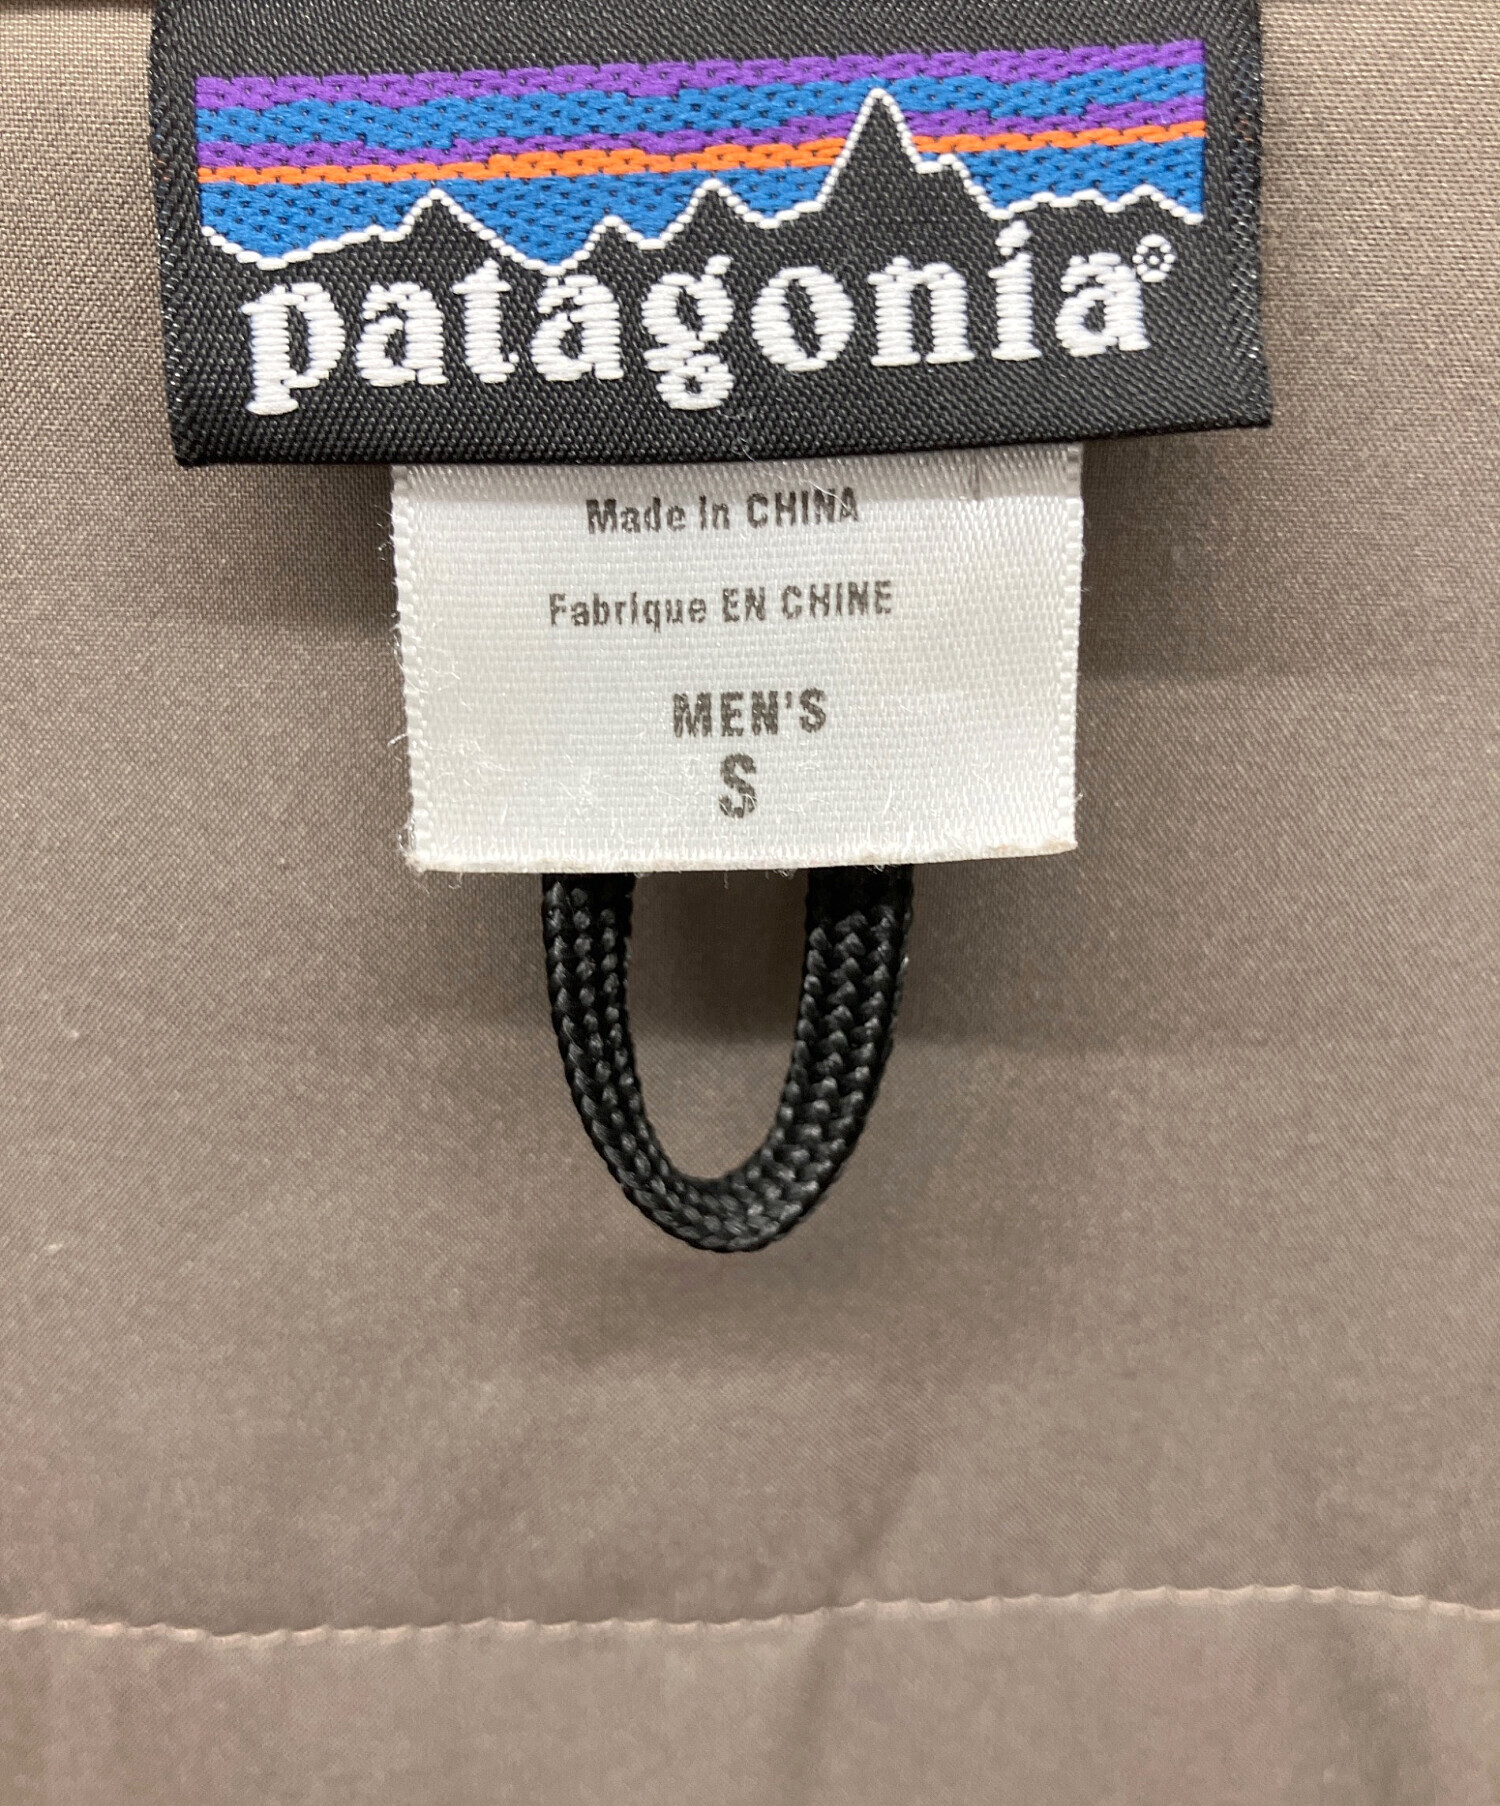 patagonia®
Made In CHINA
Fabrique EN CHINE
MEN'S
S